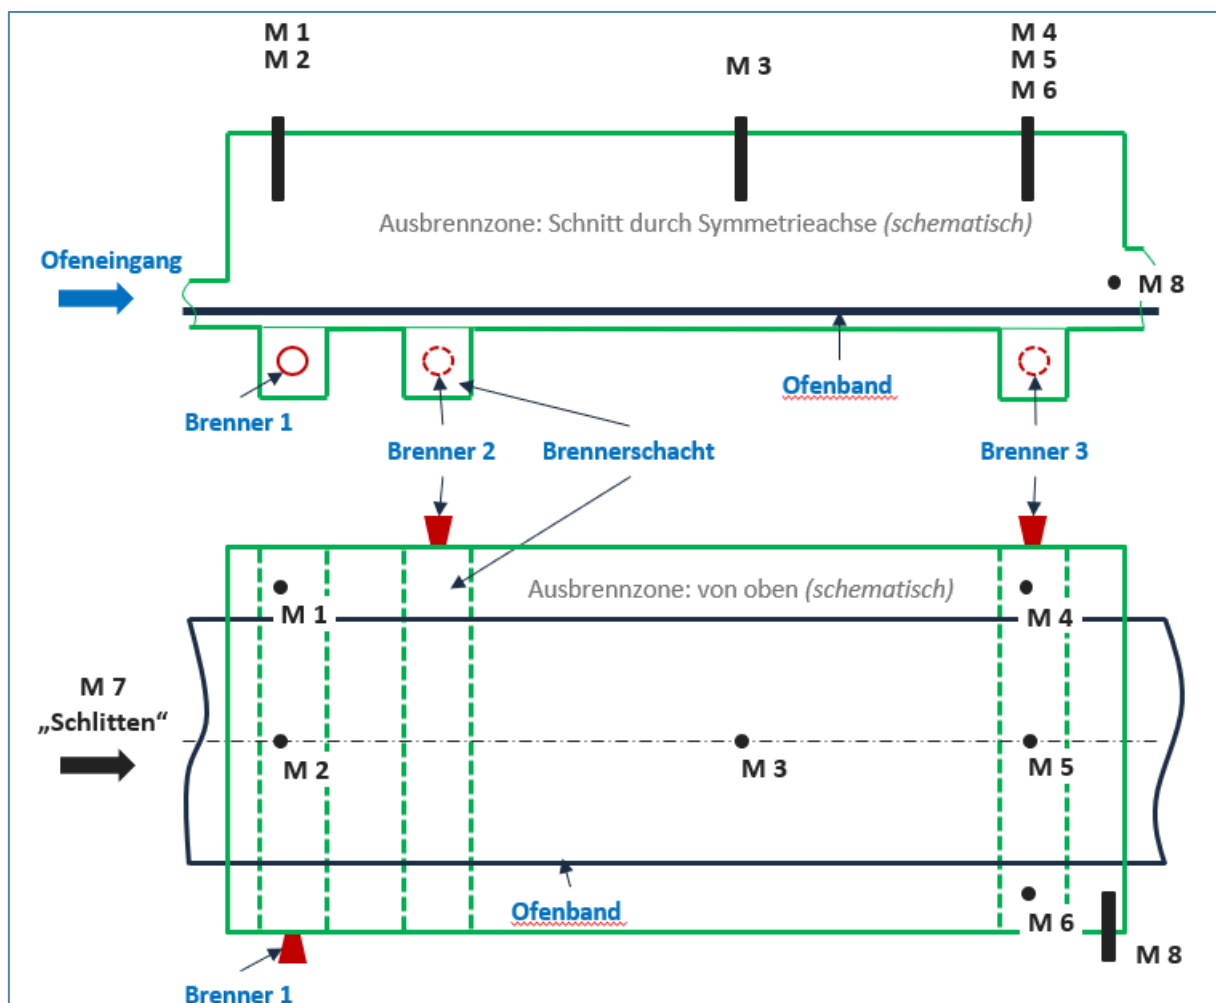 M 1
M 2
M 3
M 4
M 5
M 6
Ausbrennzone: Schnitt durch Symmetrieachse (schematisch)
Ofeneingang
M 8
Ofenband
Brenner 1
Brenner 2
Brennerschacht
Brenner 3
Ausbrennzone: von oben (schematisch)
M 1
M 4
M 7
„Schlitten“
M 2
M 3
M 5
Ofenband
M 6
M 8
Brenner 1